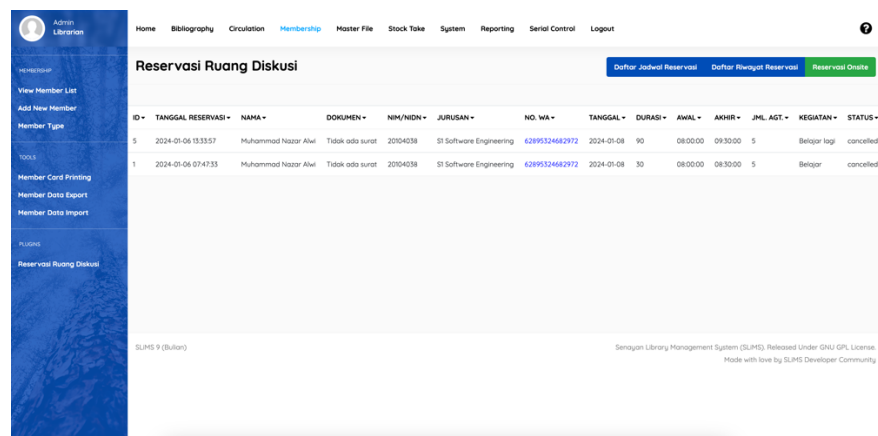 Admin
Librarian
Home Bibliography Circulation Membership Master File Stock Take System Reporting Serial Control Logout
MEMBERSHIP
View Member List
Add New Member
Member Type
TOOLS
Member Card Printing
Member Data Export
Member Data Import
PLUGINS
Reservasi Ruang Diskusi
Reservasi Ruang Diskusi
Daftar Jadwal Reservasi Daftar Riwayat Reservasi Reservasi Onsite
ID TANGGAL RESERVASI NAMA DOKUMEN NIM/NIDN JURUSAN NO. WA TANGGAL DURASI AWAL AKHIR JML. AGT. KEGIATAN STATUS
5 2024-01-06 13:33:57 Muhammad Nazar Alwi Tidak ada surat 20104038 S1 Software Engineering 62895324682972 2024-01-08 90 08:00:00 09:30:00 5 Belajar lagi cancelled
1 2024-01-06 07:47:33 Muhammad Nazar Alwi Tidak ada surat 20104038 S1 Software Engineering 62895324682972 2024-01-08 30 08:00:00 08:30:00 5 Belajar cancelled
SLIMS 9 (Bulian)
Senayan Library Management System (SLiMS). Released Under GNU GPL License.
Made with love by SLiMS Developer Community